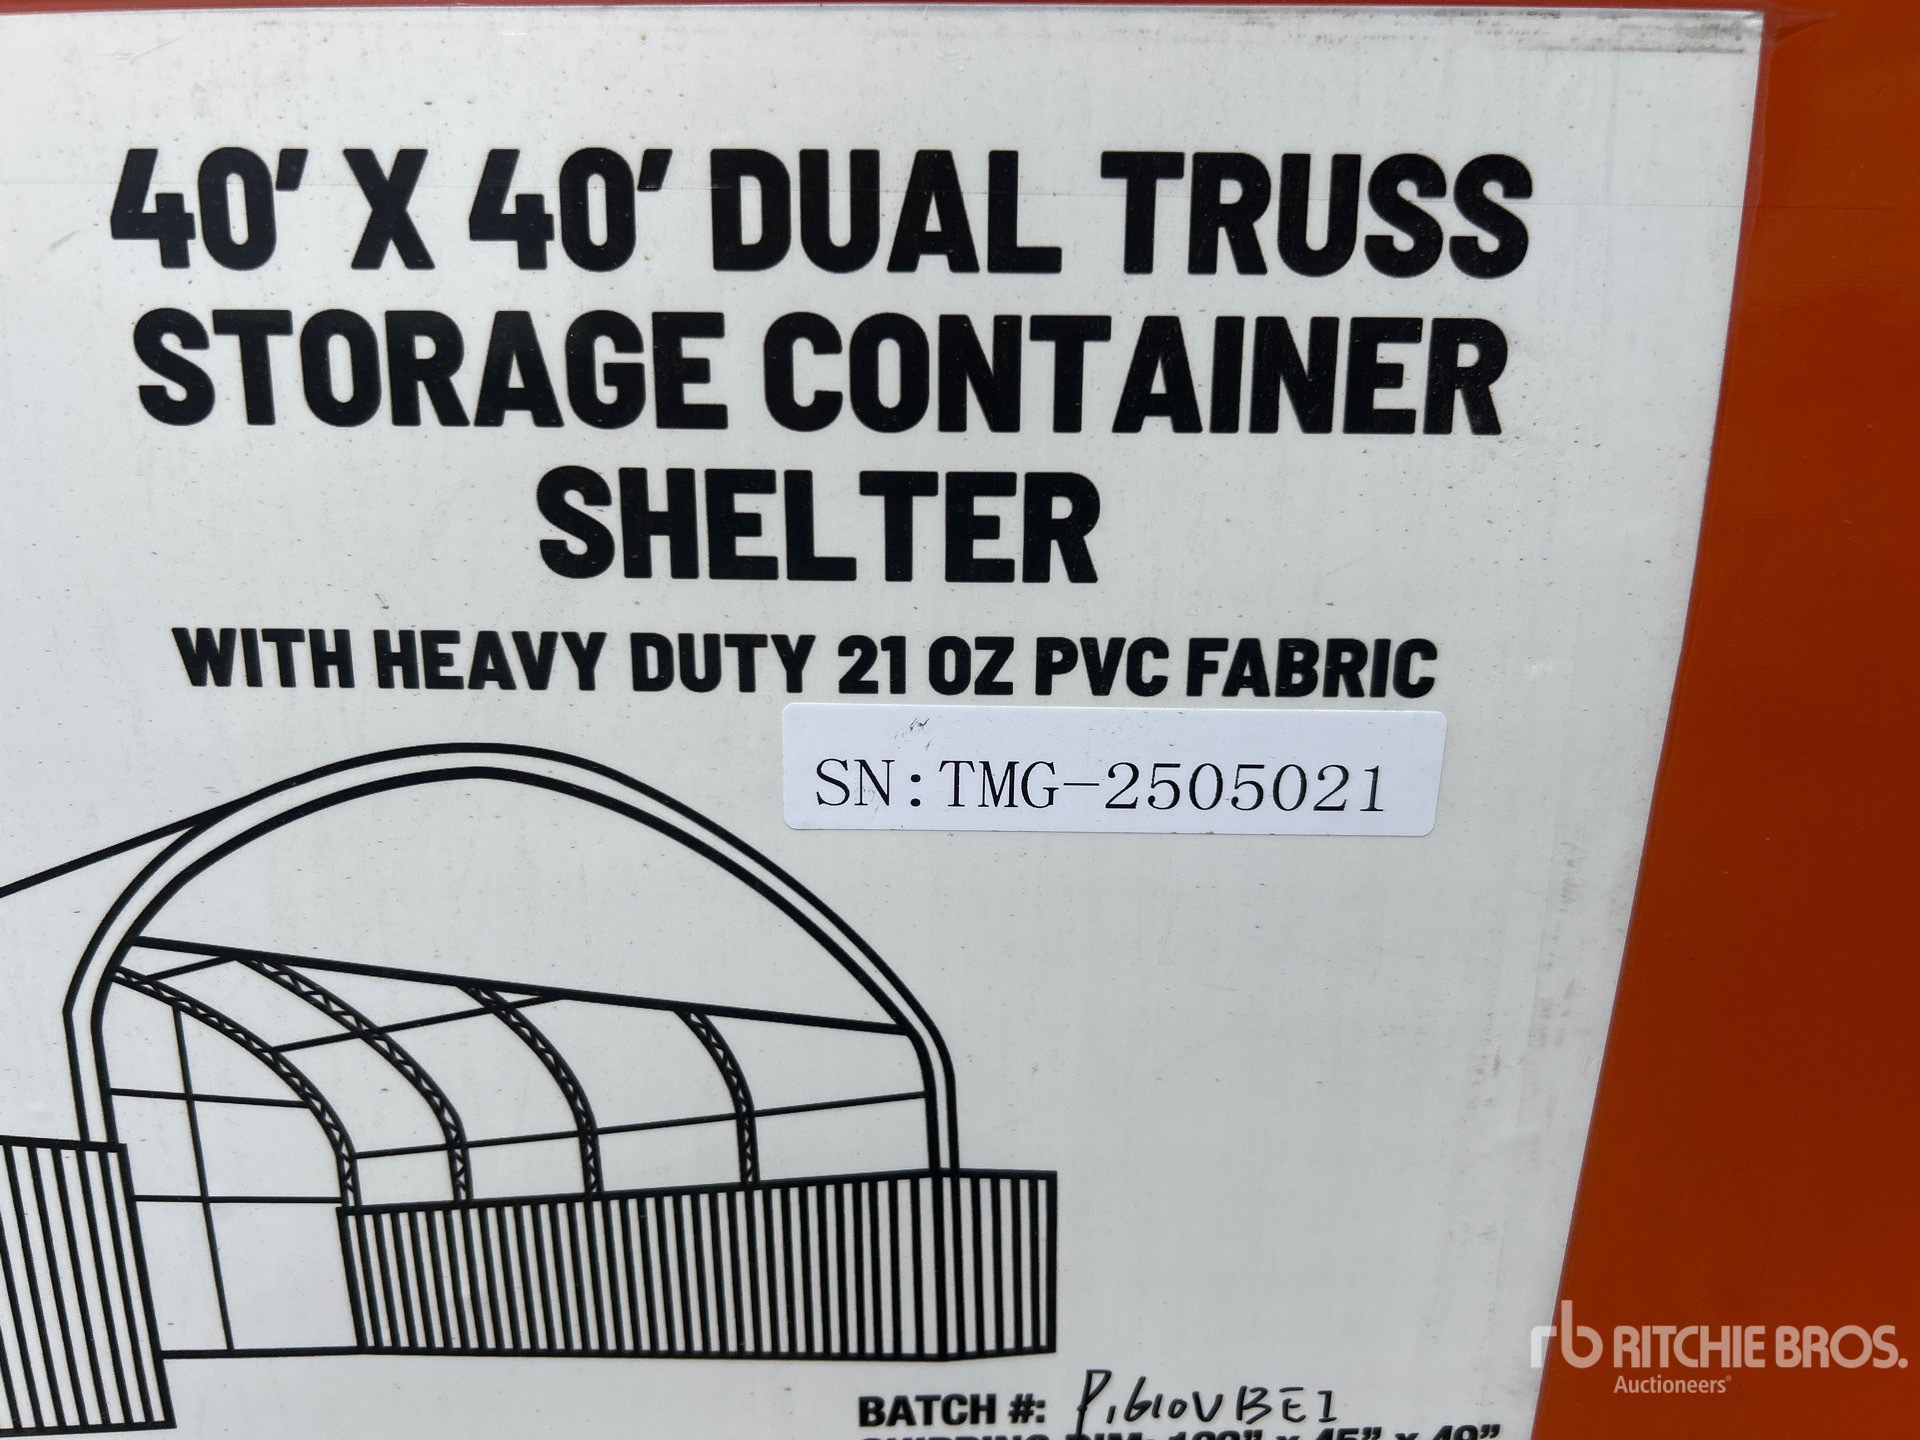 40' X 40' DUAL TRUSS
STORAGE CONTAINER
SHELTER
WITH HEAVY DUTY 21 OZ PVC FABRIC
SN:TMG-2505021
BATCH #:
rb RITCHIE BROS.
Auctioneers